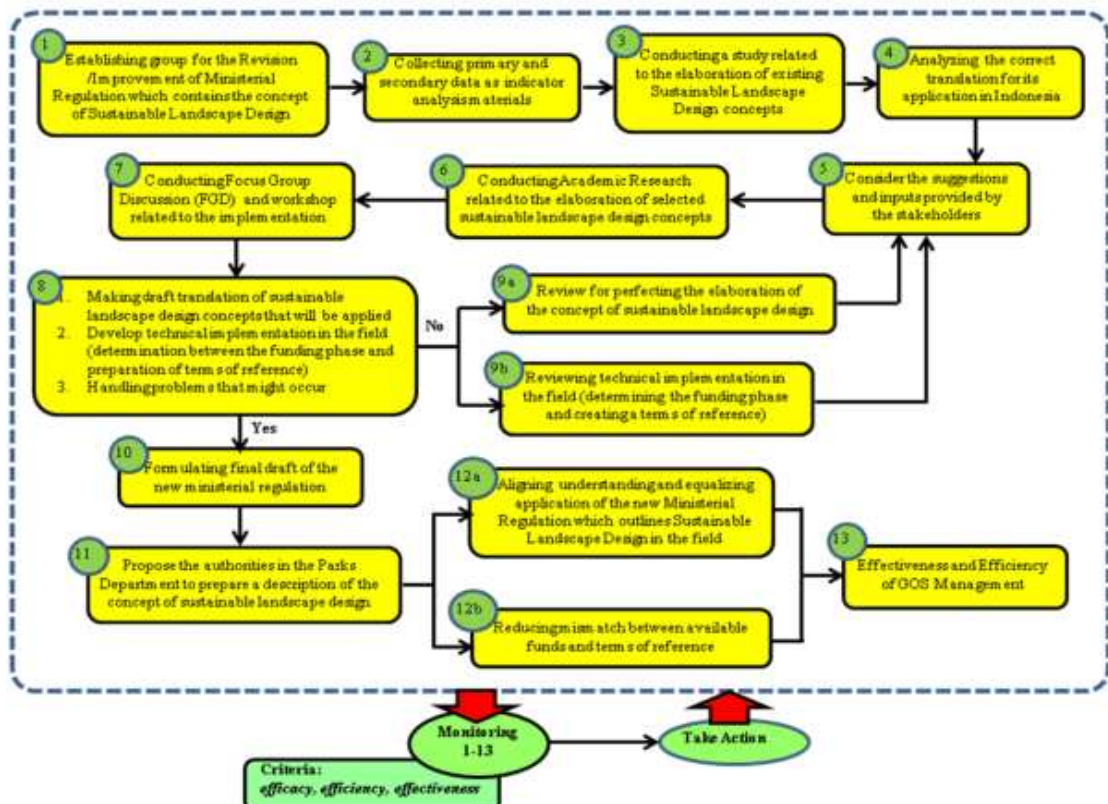 1
Establishing group for the Revision
/Improvement of Ministerial
Regulation which contains the concept
of Sustainable Landscape Design
2
Collecting primary and
secondary data as indicator
analysis materials
3
Conducting a study related
to the elaboration of existing
Sustainable Landscape
Design concepts
4
Analyzing the correct
translation for its
application in Indonesia
7
Conducting Focus Group
Discussion (FGD) and workshop
related to the implementation
6
Conducting Academic Research
related to the elaboration of selected
sustainable landscape design concepts
5
Consider the suggestions
and inputs provided by
the stakeholders
8
1. Making draft translation of sustainable
landscape design concepts that will be applied
2. Develop technical implementation in the field
(determination between the funding phase and
preparation of terms of reference)
3. Handling problems that might occur
No
9a
Review for perfecting the elaboration of
the concept of sustainable landscape design
9b
Reviewing technical implementation in
the field (determining the funding phase
and creating a terms of reference)
Yes
10
Formulating final draft of the
new ministerial regulation
11
Propose the authorities in the Parks
Department to prepare a description of the
concept of sustainable landscape design
12a
Aligning understanding and equalizing
application of the new Ministerial
Regulation which outlines Sustainable
Landscape Design in the field
12b
Reducing mismatch between available
funds and terms of reference
13
Effectiveness and Efficiency
of GOS Management
Monitoring
1-13
Take Action
Criteria:
efficacy, efficiency, effectiveness